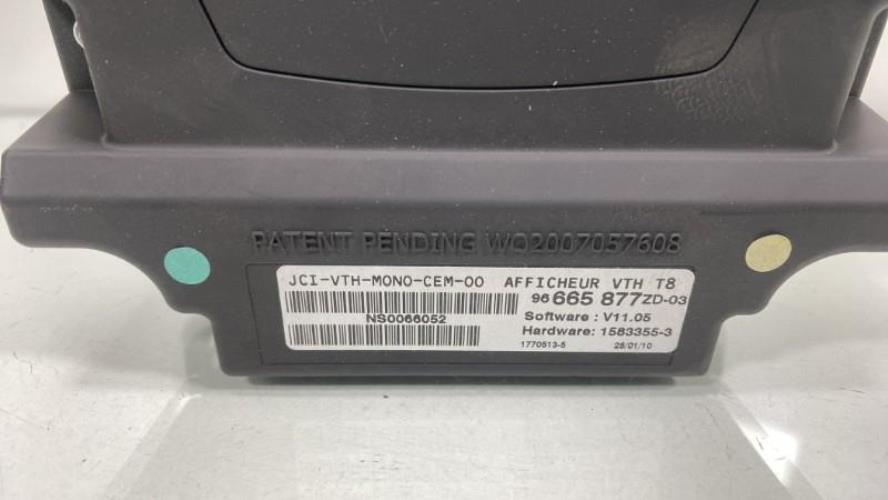 PATENT PENDING WO2007057608
JCI-VTH-MONO-CEM-00 AFFICHEUR VTH T8
96 665 877ZD-03
NS0066052
Software : V11.05
Hardware: 1583355-3
1770513-5 28/01/10